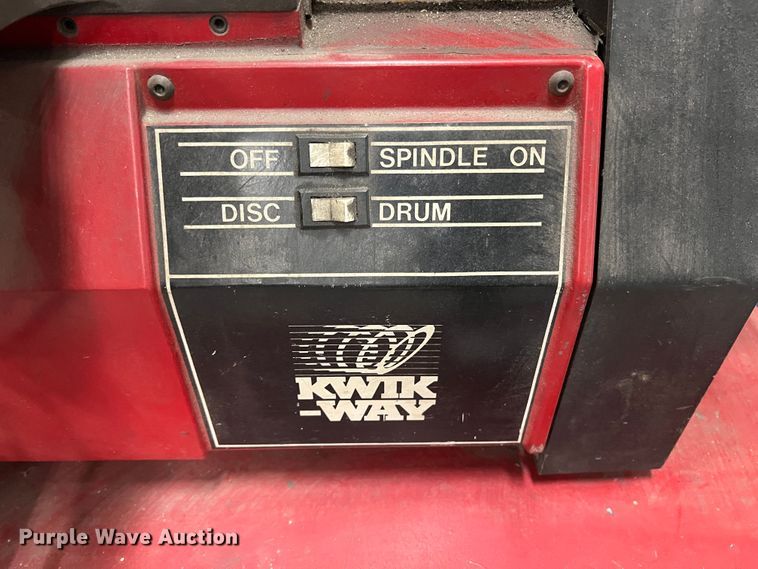 OFF SPINDLE ON
DISC DRUM
KWIK
-WAY
Purple Wave Auction